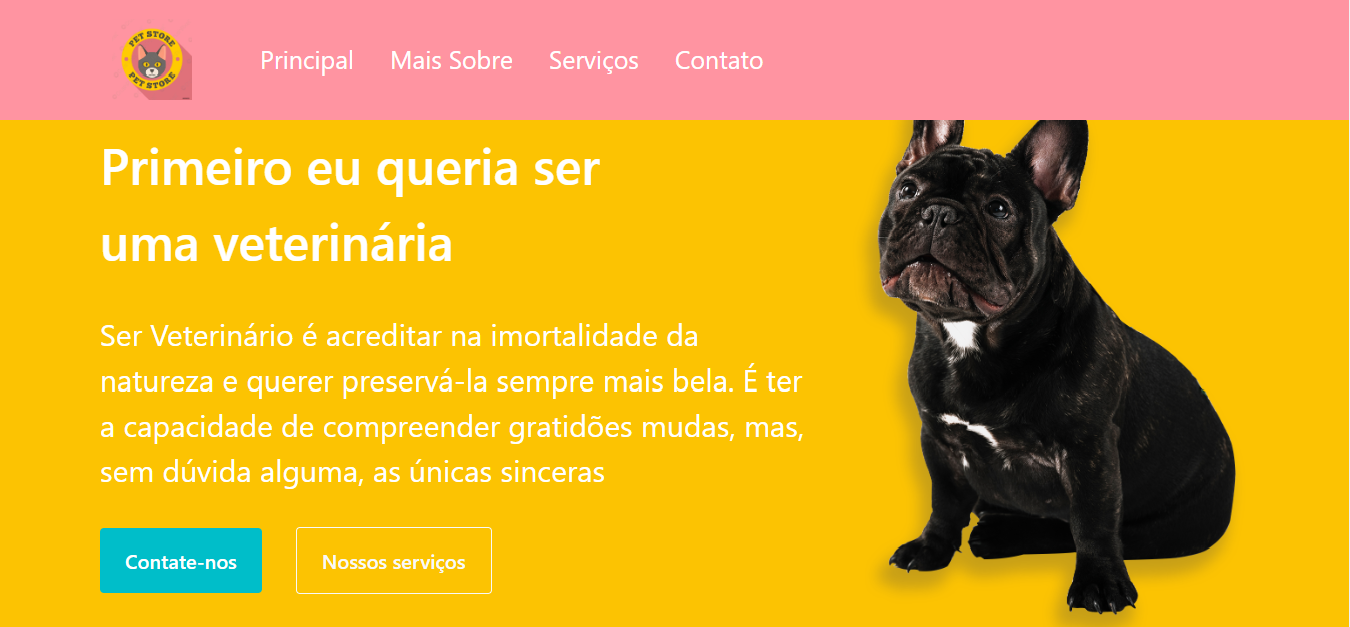 PET STORE
PET STORE
Principal Mais Sobre Serviços Contato
Primeiro eu queria ser
uma veterinária
Ser Veterinário é acreditar na imortalidade da
natureza e querer preservá-la sempre mais bela. É ter
a capacidade de compreender gratidões mudas, mas,
sem dúvida alguma, as únicas sinceras
Contate-nos Nossos serviços